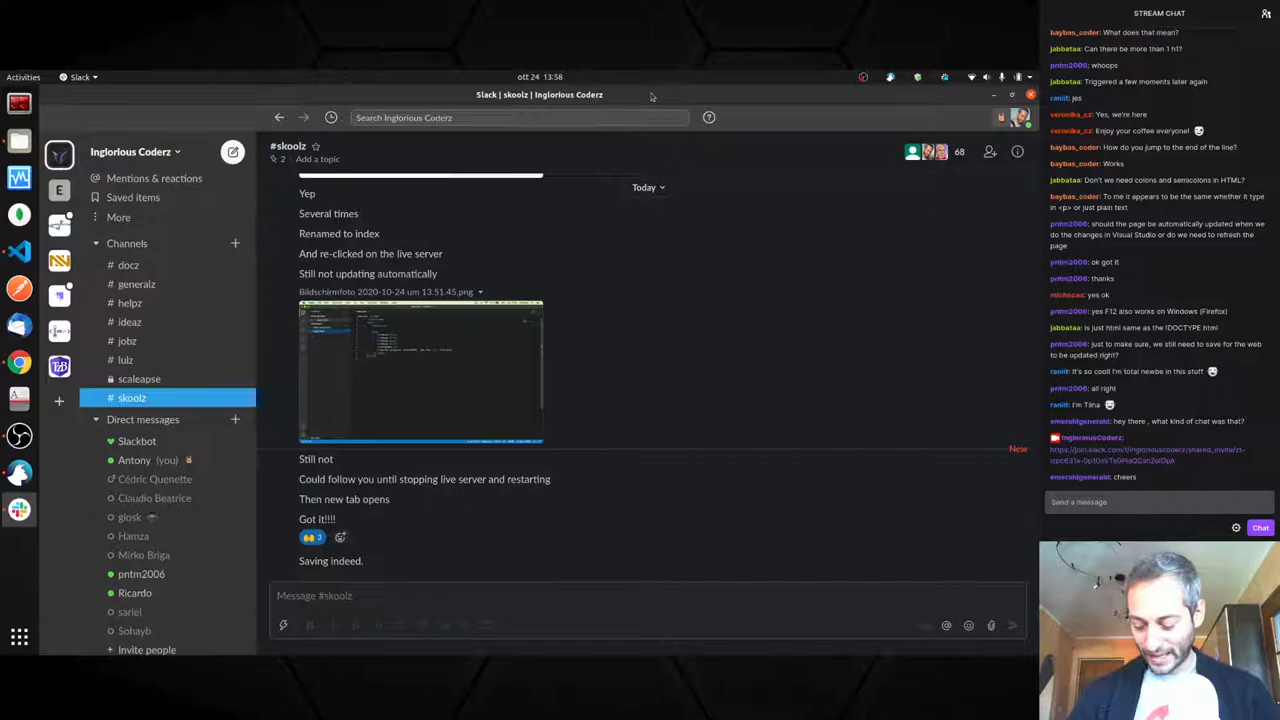 STREAM CHAT
baybas_coder: What does that mean?
jabbataa: Can there be more than 1 h1?
pntm2006: whoops
jabbataa: Triggered a few moments later again
raniit: jes
veronika_cz: Yes, we're here
veronika_cz: Enjoy your coffee everyone!
baybas_coder: How do you jump to the end of the line?
baybas_coder: Works
jabbataa: Don't we need colons and semicolons in HTML?
baybas_coder: To me it appears to be the same whether it type
in <p> or just plain text
pntm2006: should the page be automatically updated when we
do the changes in Visual Studio or do we need to refresh the
page
pntm2006: ok got it
pntm2006: thanks
yes ok
pntm2006: yes F12 also works on Windows (Firefox)
jabbataa: is just html same as the !DOCTYPE html
pntm2006: just to make sure, we still need to save for the web
to be updated right?
raniit: It's so cool! I'm total newbe in this stuff
pntm2006: all right
raniit: I'm Tiina
emeraldgeneral: hey there , what kind of chat was that?
IngloriousCoderz:
emeraldgeneral: cheers
Send a message
Chat
Activities
Slack
ott 24 13:58
Slack | skoolz | Inglorious Coderz
Search Inglorious Coderz
Inglorious Coderz
Mentions & reactions
Saved items
More
Channels
# docz
# generalz
# helpz
# ideaz
# jobz
# lulz
scaleapse
# skoolz
Direct messages
Slackbot
Antony (you)
Cédric Quenette
Claudio Beatrice
glosk
Hamza
Mirko Briga
pntm2006
Ricardo
sariel
Sohayb
+ Invite people
E
#skoolz
2 | Add a topic
68
Today
Yep
Several times
Renamed to index
And re-clicked on the live server
Still not updating automatically
Bildschirmfoto 2020-10-24 um 13.51.45.png
New
Still not
Could follow you until stopping live server and restarting
Then new tab opens
Got it!!!!
3
Saving indeed.
Message #skoolz